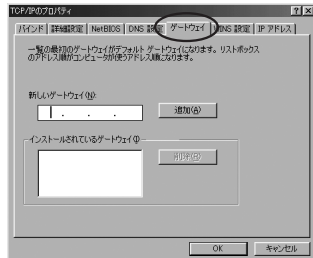 TCP/IPのプロパティ
バインド 詳細設定 NetBIOS DNS 設定 ゲートウェイ WINS 設定 IP アドレス
一覧の最初のゲートウェイがデフォルト ゲートウェイになります。リストボックス
のアドレス順がコンピュータが使うアドレス順になります。
新しいゲートウェイ(N):
追加(A)
インストールされているゲートウェイ(I):
削除(R)
OK キャンセル